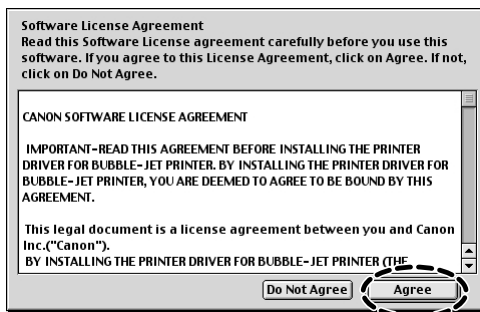 Software License Agreement
Read this Software License agreement carefully before you use this
software. If you agree to this License Agreement, click on Agree. If not,
click on Do Not Agree.
CANON SOFTWARE LICENSE AGREEMENT
IMPORTANT-READ THIS AGREEMENT BEFORE INSTALLING THE PRINTER
DRIVER FOR BUBBLE-JET PRINTER. BY INSTALLING THE PRINTER DRIVER FOR
BUBBLE-JET PRINTER, YOU ARE DEEMED TO AGREE TO BE BOUND BY THIS
AGREEMENT.
This legal document is a license agreement between you and Canon
Inc.("Canon").
BY INSTALLING THE PRINTER DRIVER FOR BUBBLE-JET PRINTER (THE
Do Not Agree Agree